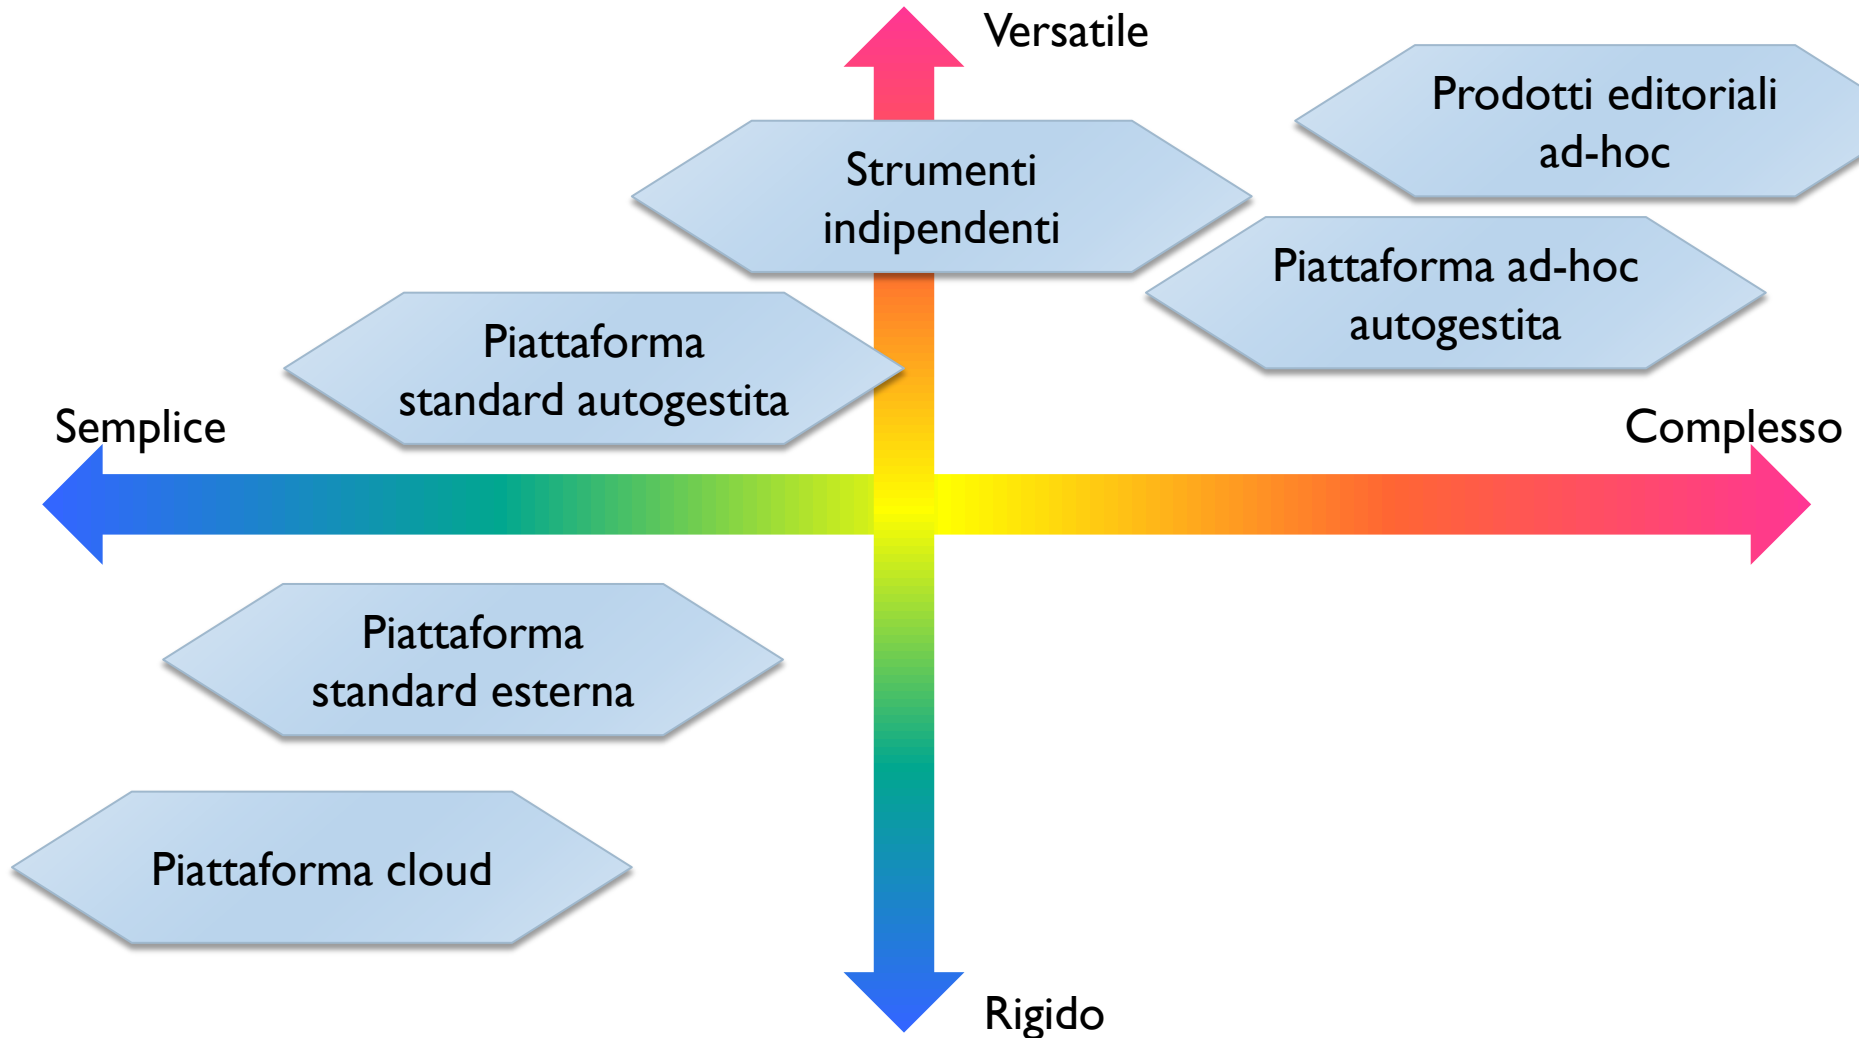 Versatile
Prodotti editoriali
ad-hoc
Strumenti
indipendenti
Piattaforma ad-hoc
autogestita
Piattaforma
standard autogestita
Semplice
Complesso
Piattaforma
standard esterna
Piattaforma cloud
Rigido